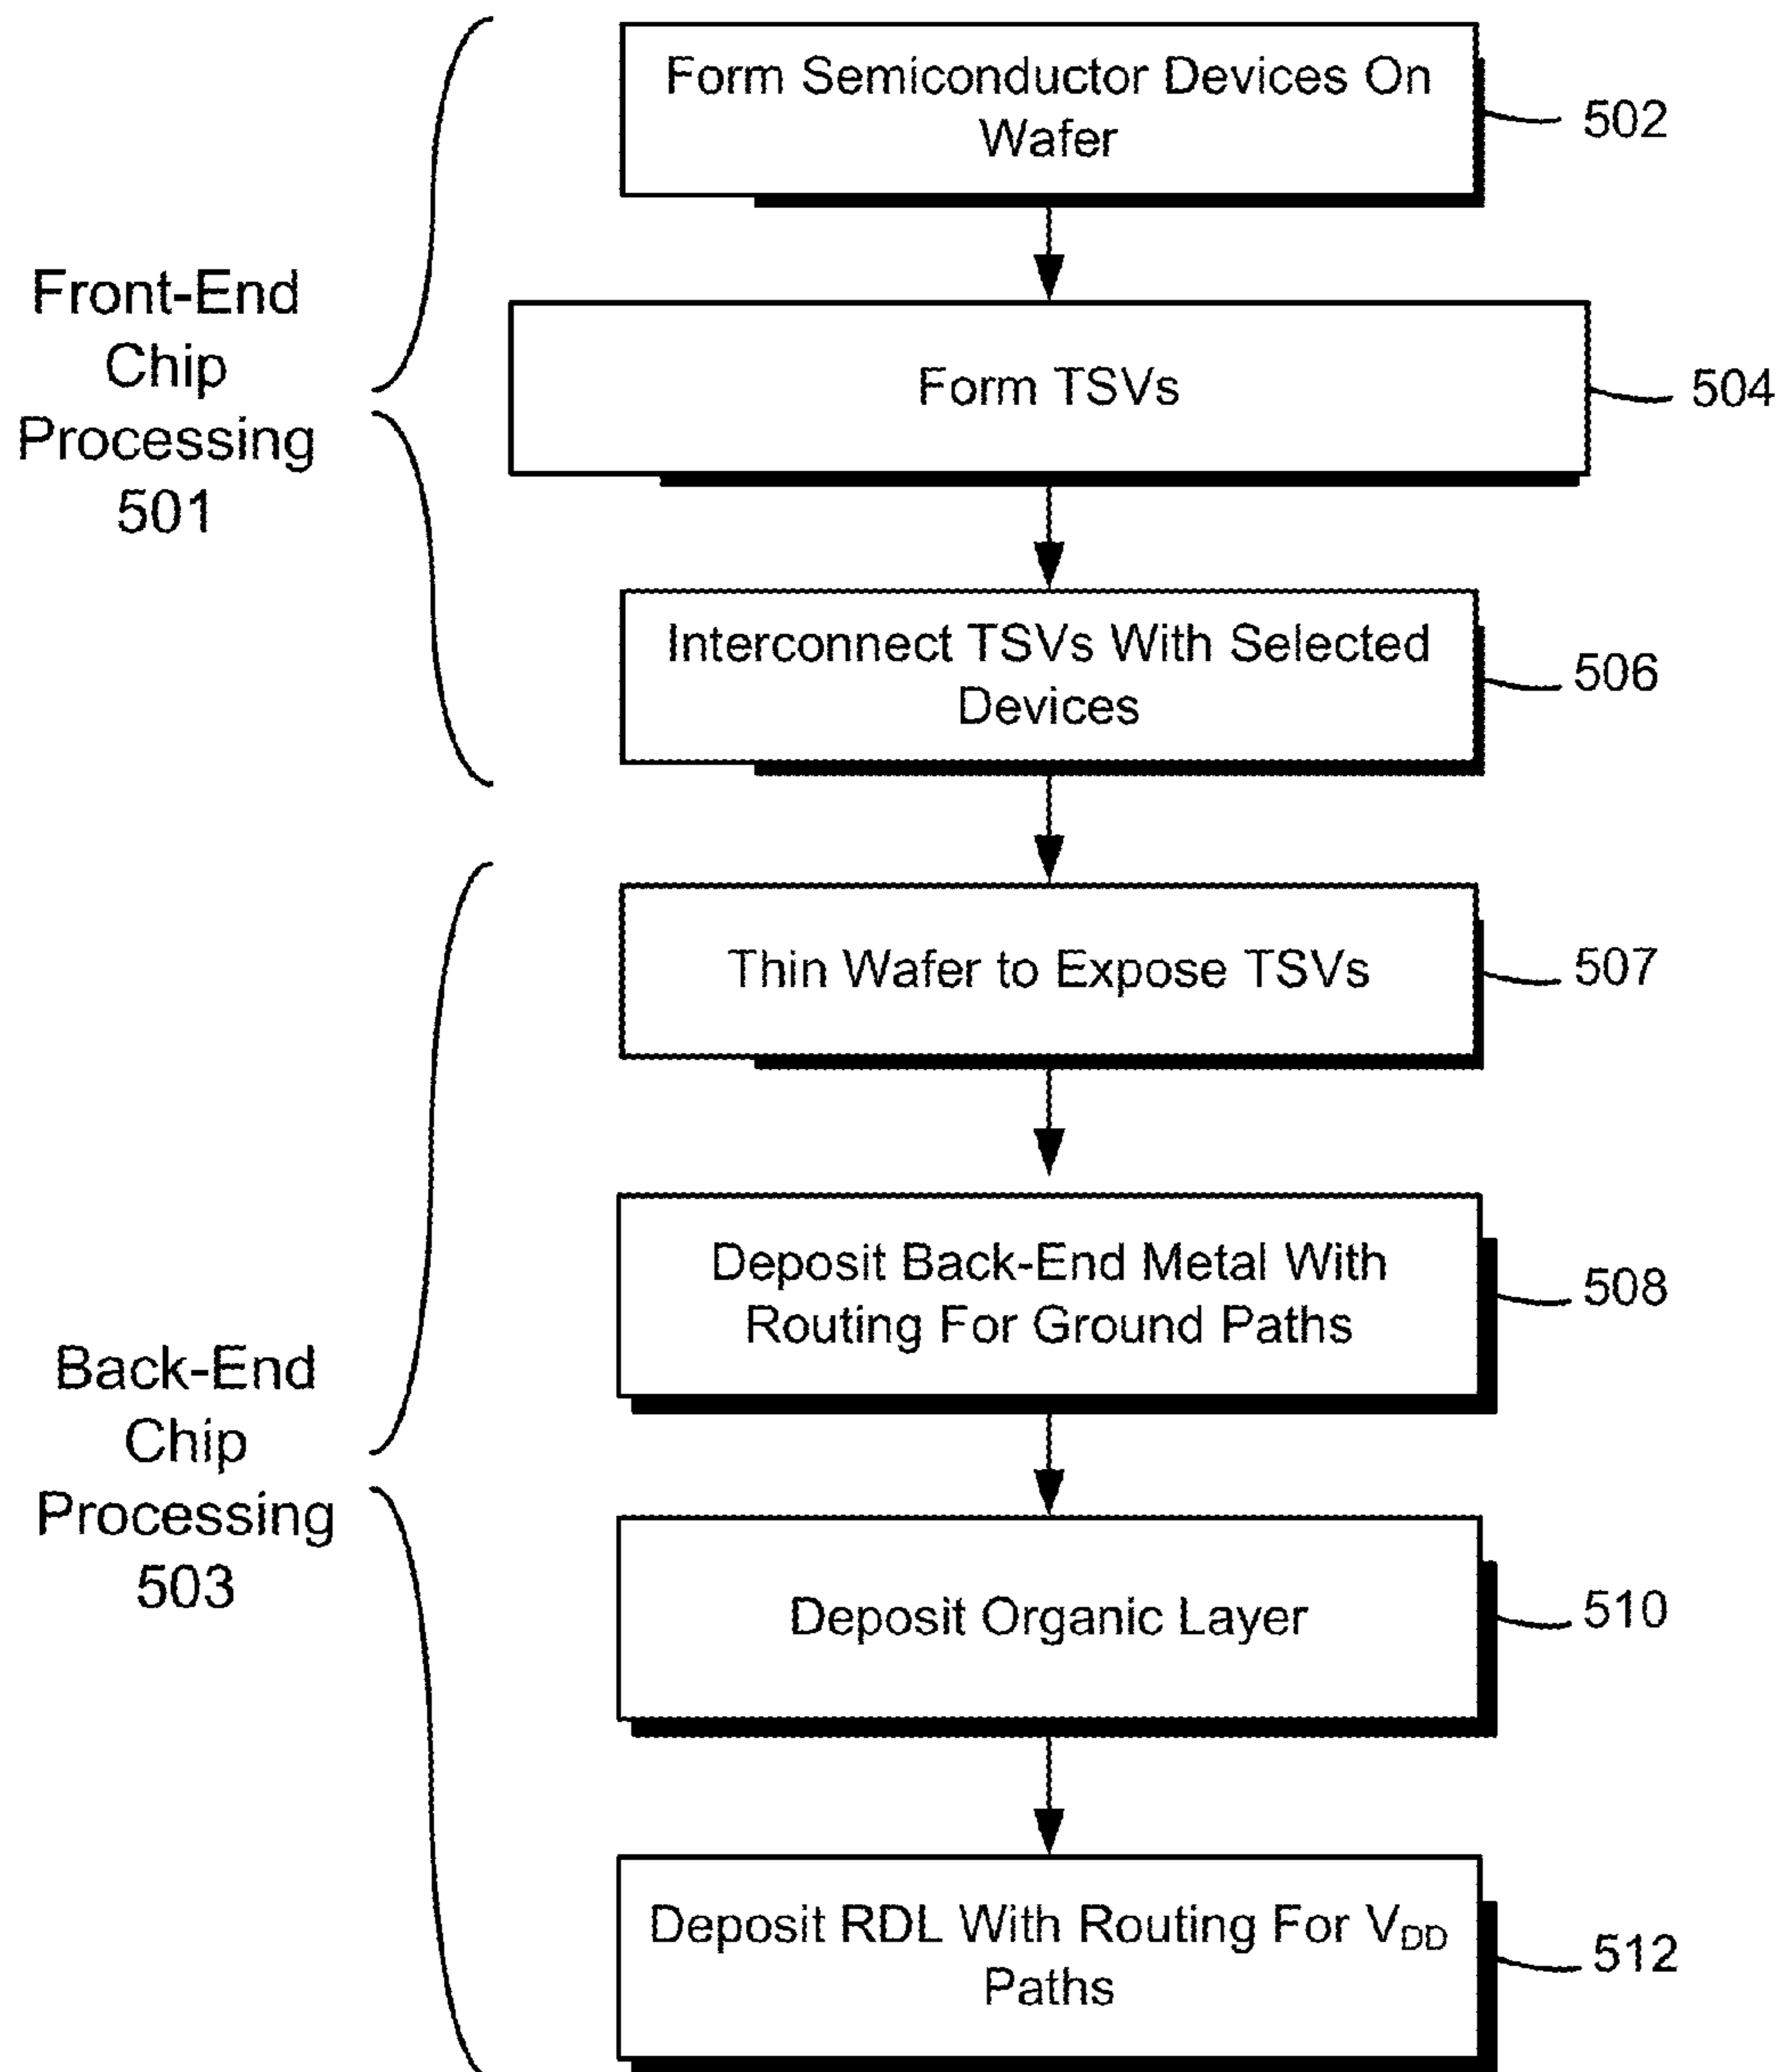 Form Semiconductor Devices On
Wafer
502
Front-End
Chip
Processing
501
Form TSVs
504
Interconnect TSVs With Selected
Devices
506
Thin Wafer to Expose TSVs
507
Deposit Back-End Metal With
Routing For Ground Paths
508
Back-End
Chip
Processing
503
Deposit Organic Layer
510
Deposit RDL With Routing For VDD
Paths
512